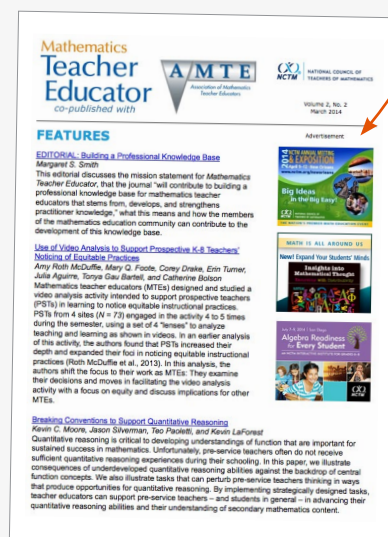 Mathematics
Teacher
Educator
co-published with
AMTE
Association of Mathematics
Teacher Educators
NCTM
NATIONAL COUNCIL OF
TEACHERS OF MATHEMATICS
Volume 2, No. 2
March 2014
FEATURES
Advertisement
EDITORIAL: Building a Professional Knowledge Base
Margaret S. Smith
This editorial discusses the mission statement for Mathematics
Teacher Educator, that the journal “will contribute to building a
professional knowledge base for mathematics teacher
educators that stems from, develops, and strengthens
practitioner knowledge,” what this means and how the members
of the mathematics education community can contribute to the
development of this knowledge base.
Use of Video Analysis to Support Prospective K-8 Teachers'
Noticing of Equitable Practices
Amy Roth McDuffie, Mary Q. Foote, Corey Drake, Erin Turner,
Julia Aguirre, Tonya Gau Bartell, and Catherine Bolson
Mathematics teacher educators (MTEs) designed and studied a
video analysis activity intended to support prospective teachers
(PSTs) in learning to notice equitable instructional practices.
PSTs from 4 sites (N = 73) engaged in the activity 4 to 5 times
during the semester, using a set of 4 “lenses” to analyze
teaching and learning as shown in videos. In an earlier analysis
of this activity, the authors found that PSTs increased their
depth and expanded their foci in noticing equitable instructional
practices (Roth McDuffie et al., 2013). In this analysis, the
authors shift the focus to their work as MTEs: They examine
their decisions and moves in facilitating the video analysis
activity with a focus on equity and discuss implications for other
MTEs.
2014
NCTM ANNUAL MEETING
& EXPOSITION
Big Ideas
in the Big Easy
MATH IS ALL AROUND US
New! Expand Your Students' Minds
Insights into
Mathematical Thought
Algebra Readiness
for Every Student
NCTM
Breaking Conventions to Support Quantitative Reasoning
Kevin C. Moore, Jason Silverman, Teo Paoletti, and Kevin LaForest
Quantitative reasoning is critical to developing understandings of function that are important for
sustained success in mathematics. Unfortunately, pre-service teachers often do not receive
sufficient quantitative reasoning experiences during their schooling. In this paper, we illustrate
consequences of underdeveloped quantitative reasoning abilities against the backdrop of central
function concepts. We also illustrate tasks that can perturb pre-service teachers thinking in ways
that produce opportunities for quantitative reasoning. By implementing strategically designed tasks,
teacher educators can support pre-service teachers – and students in general – in advancing their
quantitative reasoning abilities and their understanding of secondary mathematics content.